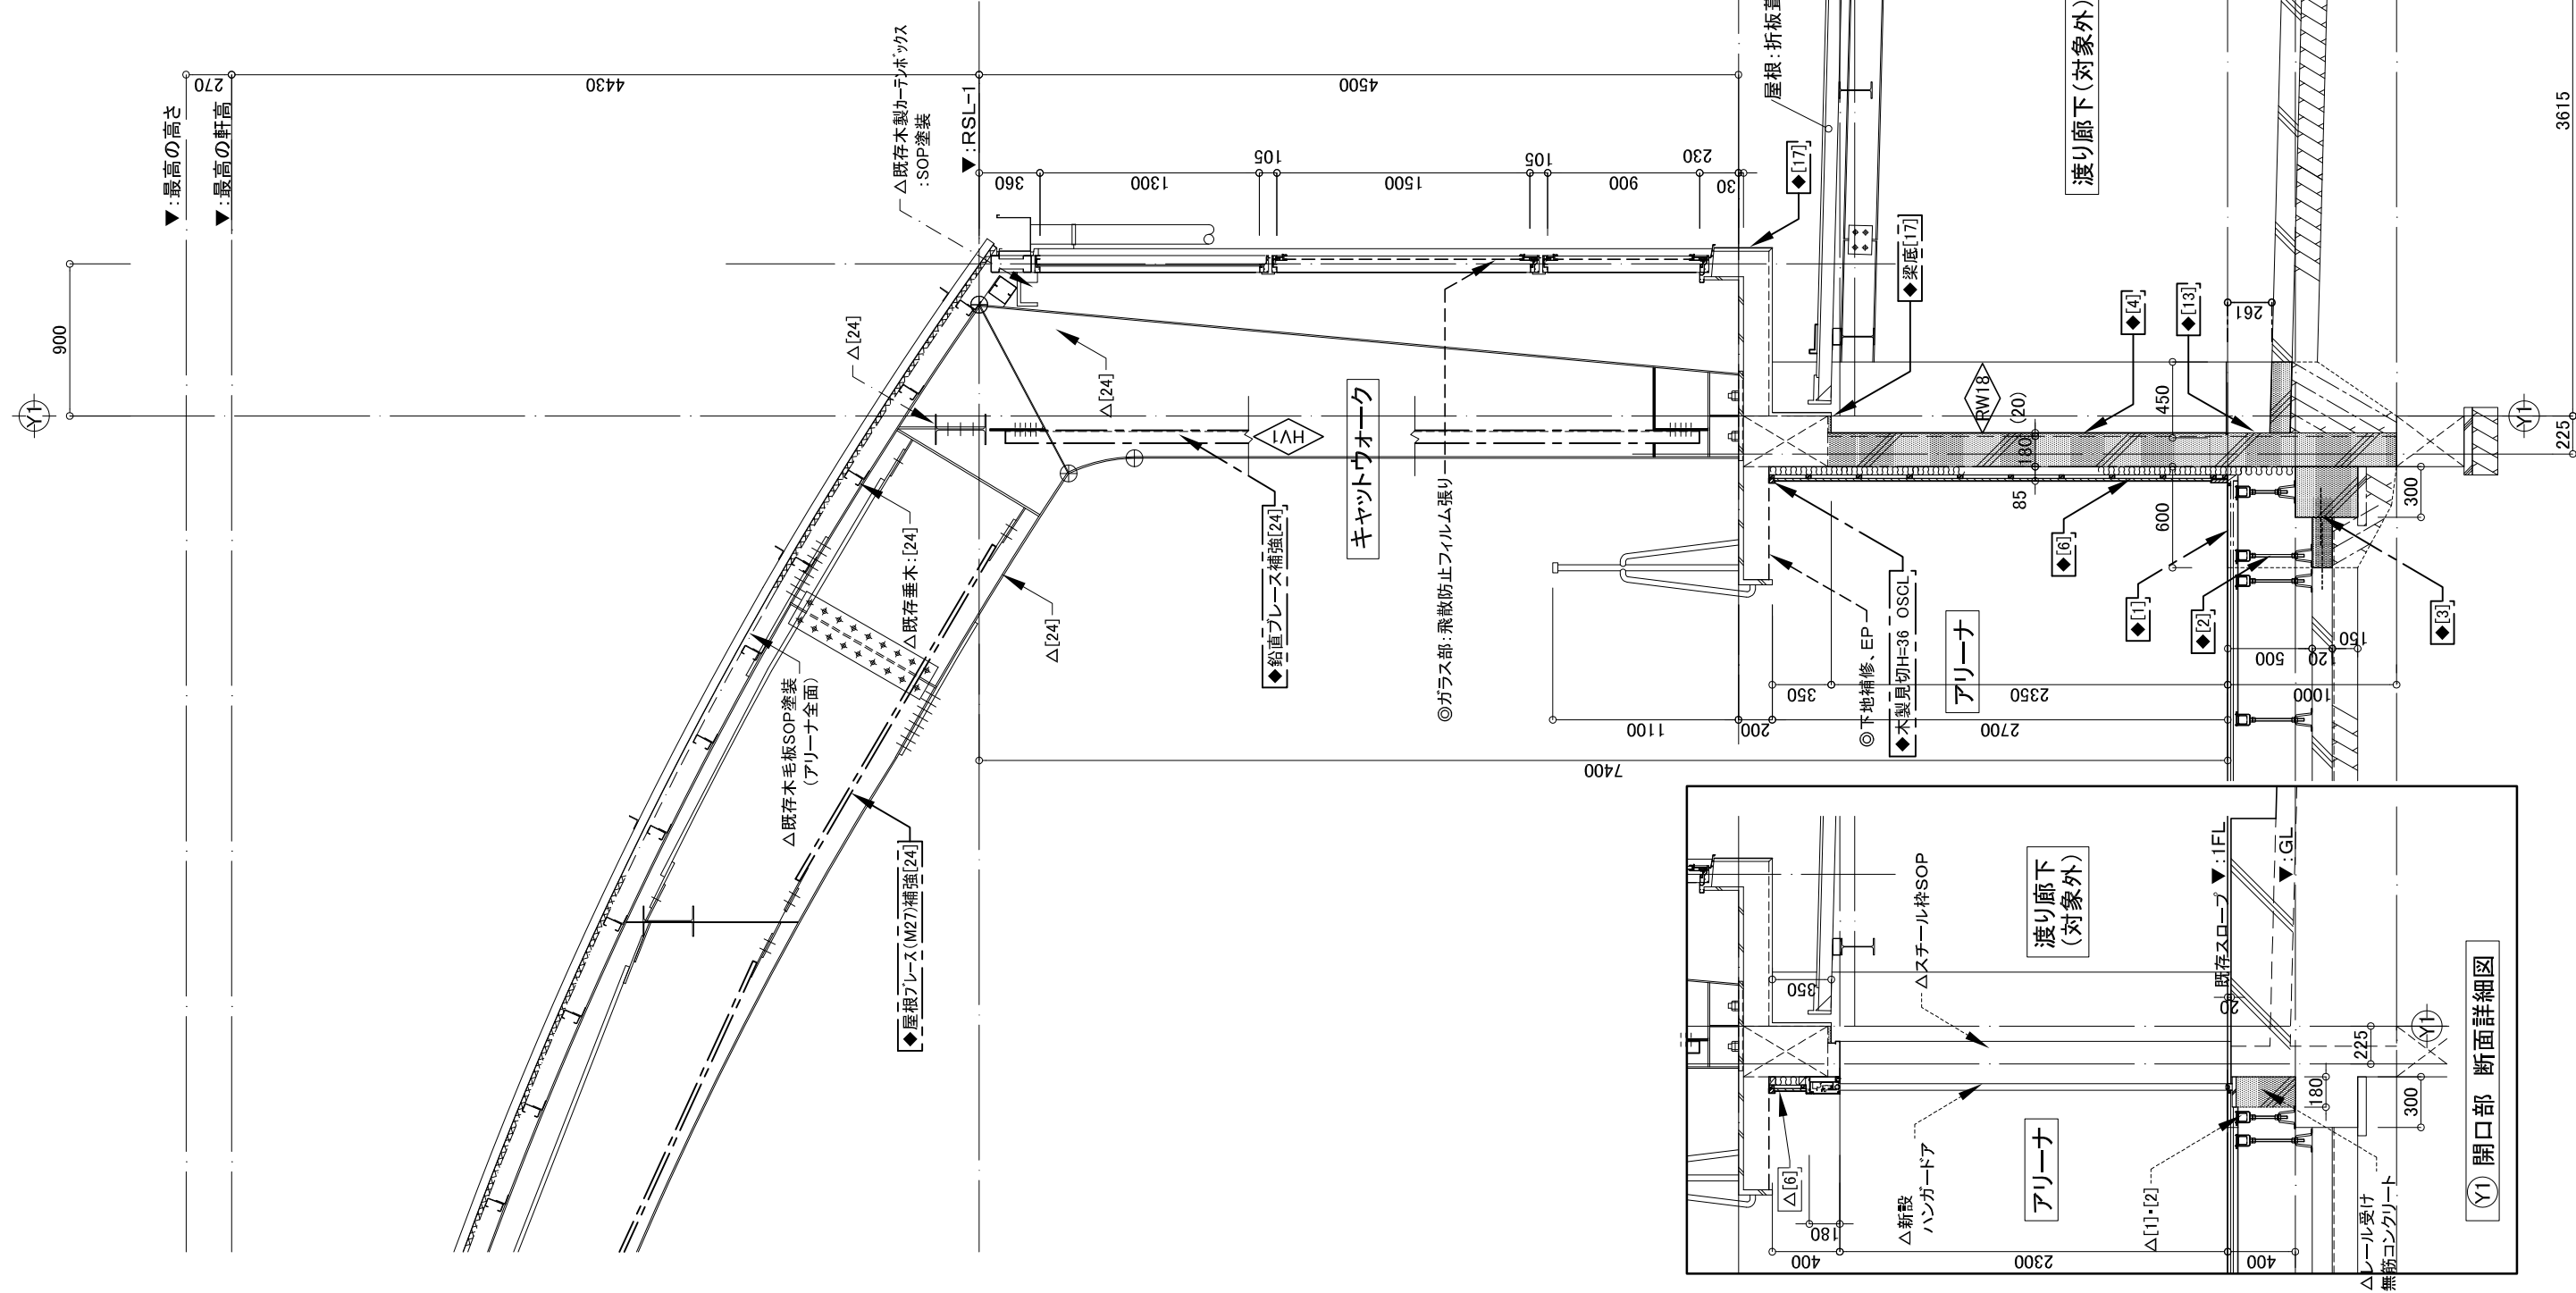 ▼:最高の高さ
▼:最高の軒高
270
4430
4500
900
Y1
△既存木製カーテンボックス
:SOP塗装
▼:RSL-1
360
1300
105
1500
105
900
230
30
◆[17]
屋根:折板葺
渡り廊下(対象外)
3615
△[24]
△[24]
△既存垂木:[24]
△[24]
△既存木毛板SOP塗装
(アリーナ全面)
◆屋根ブレース(M27)補強[24]
◆鉛直ブレース補強[24]
HV1
キャットウォーク
◎ガラス部:飛散防止フィルム張り
◆梁底[17]
RW18
(20)
◆[4]
◆[13]
261
450
180
85
600
300
225
Y1
◆[6]
◆[1]
◆[2]
◆[3]
◎下地補修、EP
◆木製見切H=36 OSCL
アリーナ
350
2350
1000
500
120
150
1100
200
2700
7400
渡り廊下
(対象外)
△スチール枠SOP
▼:1FL
▼:GL
既存スロープ
350
20
△[6]
△新設
ハンガードア
アリーナ
△[1]・[2]
△レール受け
無筋コンクリート
180
400
2300
400
180
300
225
Y1
Y1 開口部 断面詳細図